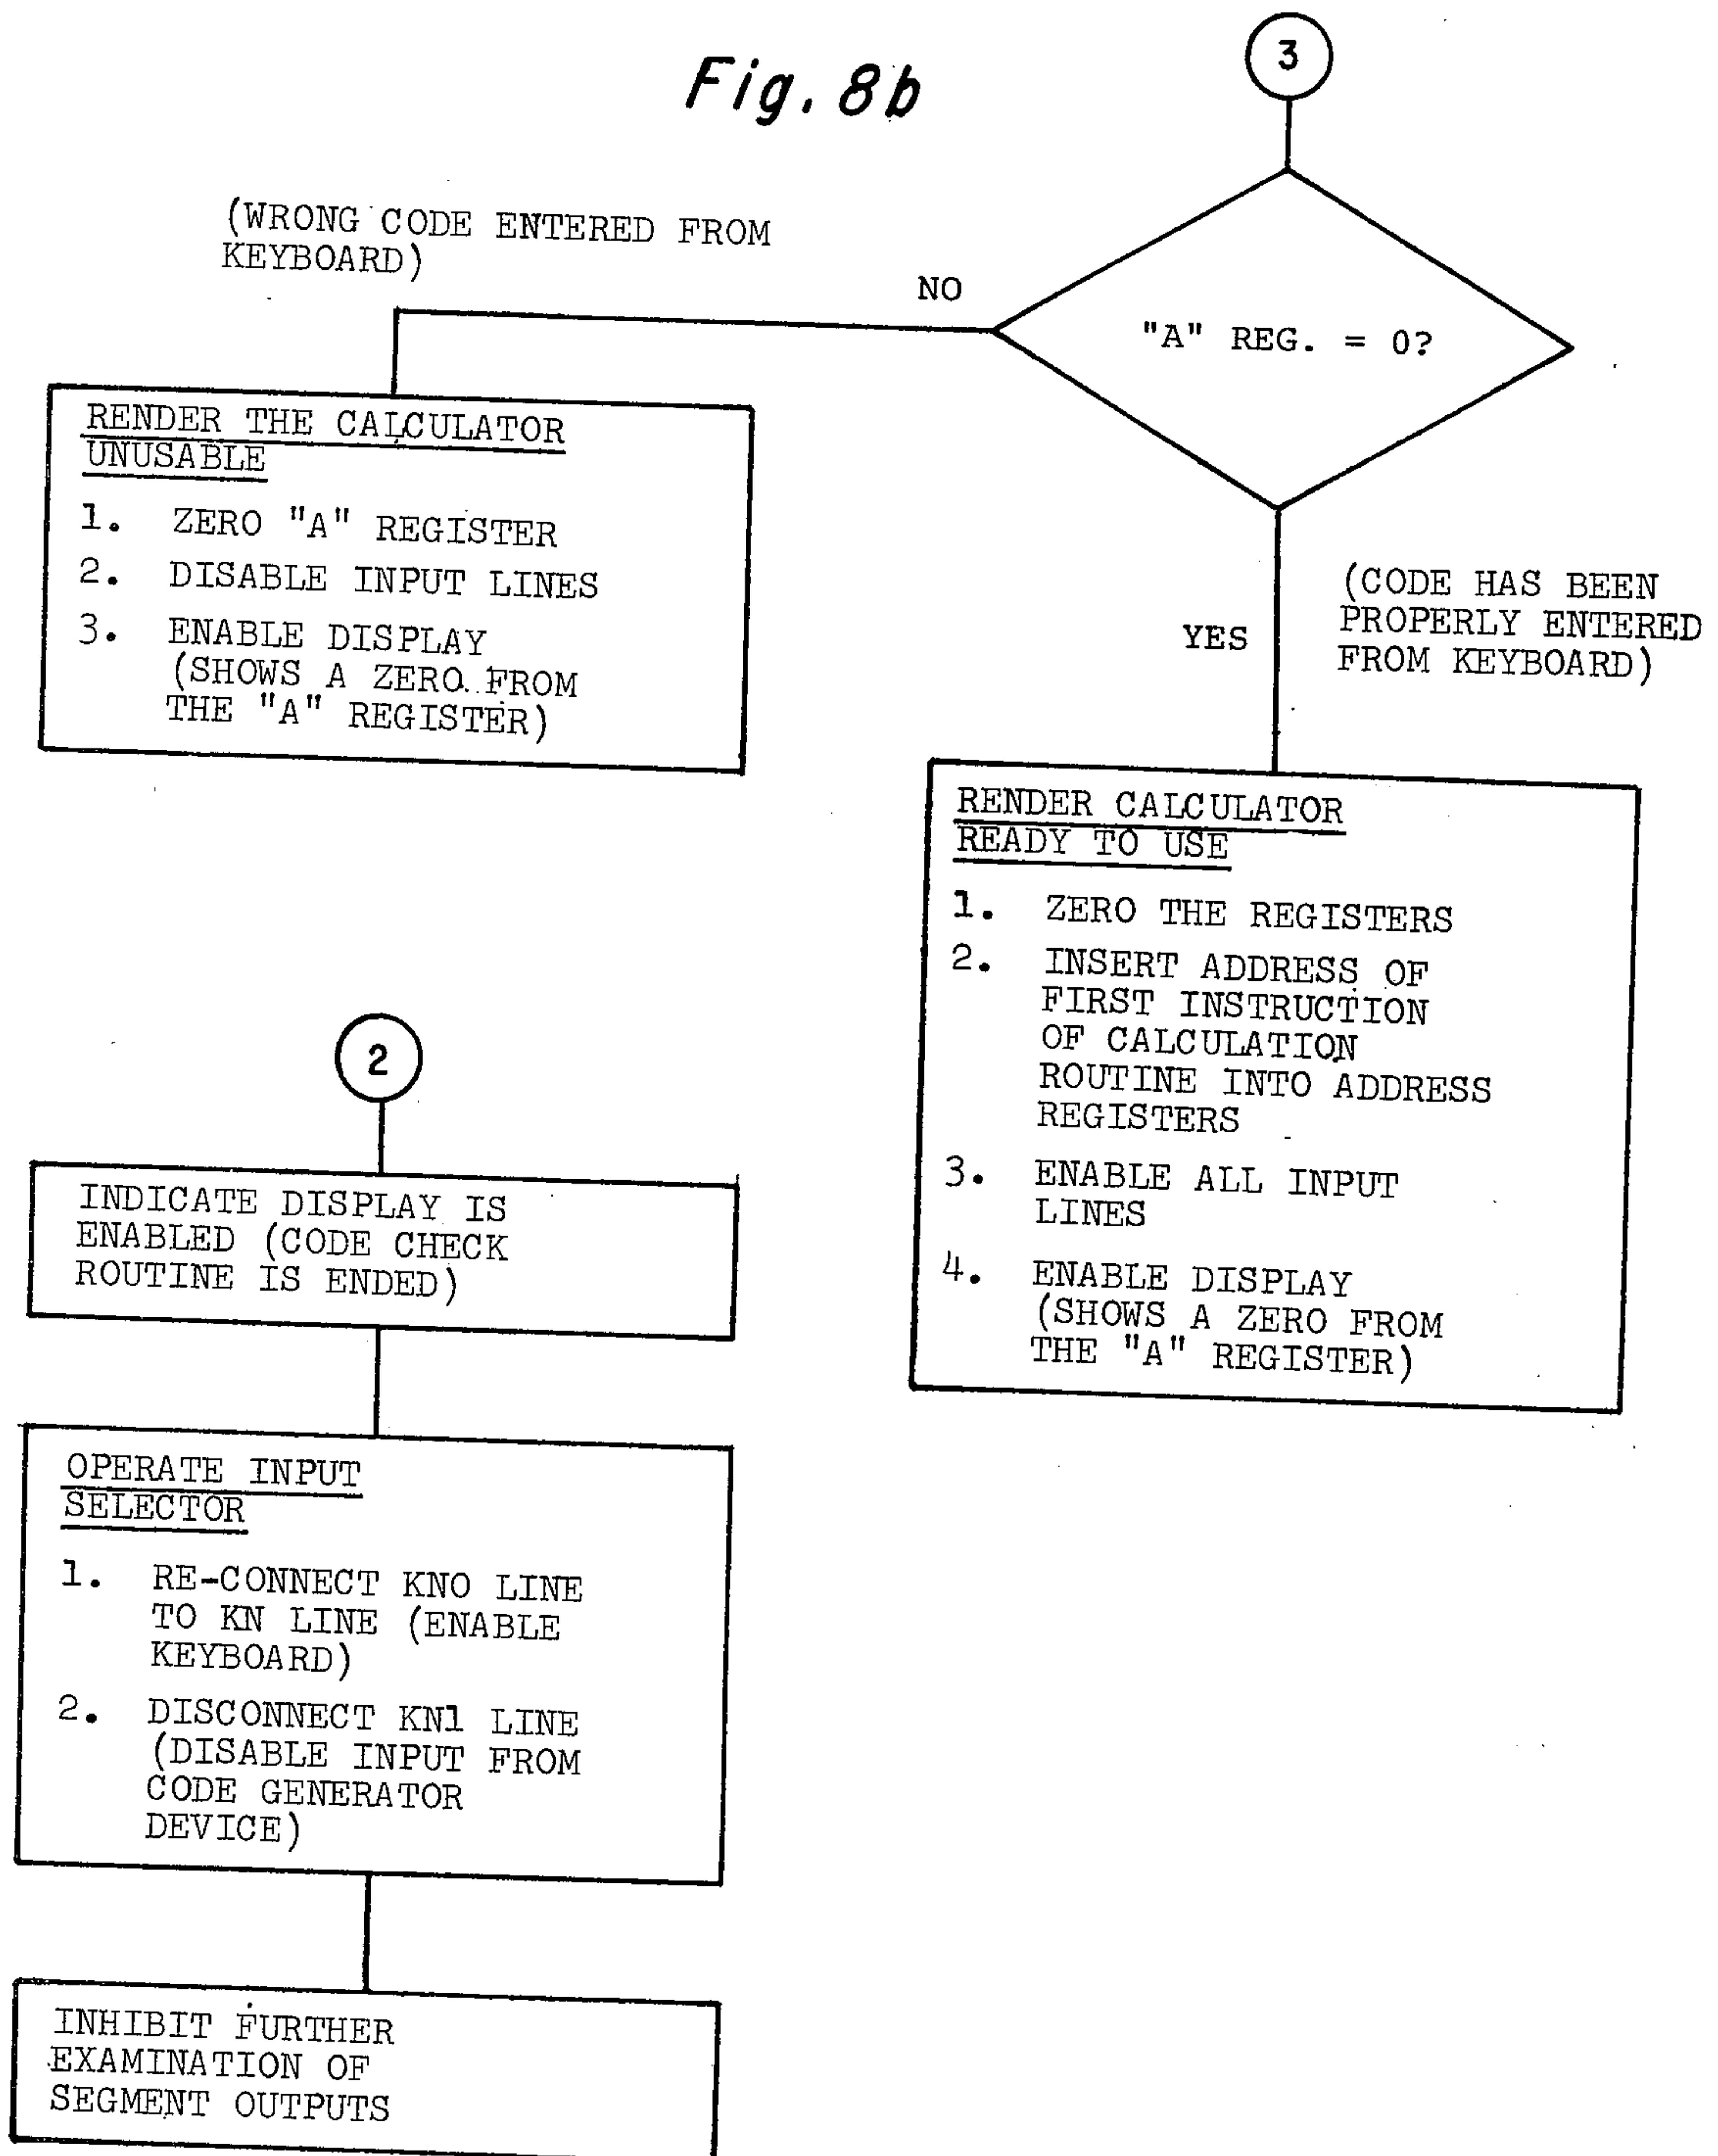 Fig. 8b
3
(WRONG CODE ENTERED FROM
KEYBOARD)
NO
"A" REG. = 0?
RENDER THE CALCULATOR
UNUSABLE
1. ZERO "A" REGISTER
2. DISABLE INPUT LINES
3. ENABLE DISPLAY
(SHOWS A ZERO FROM
THE "A" REGISTER)
YES
(CODE HAS BEEN
PROPERLY ENTERED
FROM KEYBOARD)
RENDER CALCULATOR
READY TO USE
1. ZERO THE REGISTERS
2. INSERT ADDRESS OF
FIRST INSTRUCTION
OF CALCULATION
ROUTINE INTO ADDRESS
REGISTERS
3. ENABLE ALL INPUT
LINES
4. ENABLE DISPLAY
(SHOWS A ZERO FROM
THE "A" REGISTER)
2
INDICATE DISPLAY IS
ENABLED (CODE CHECK
ROUTINE IS ENDED)
OPERATE INPUT
SELECTOR
1. RE-CONNECT KNO LINE
TO KN LINE (ENABLE
KEYBOARD)
2. DISCONNECT KN1 LINE
(DISABLE INPUT FROM
CODE GENERATOR
DEVICE)
INHIBIT FURTHER
EXAMINATION OF
SEGMENT OUTPUTS